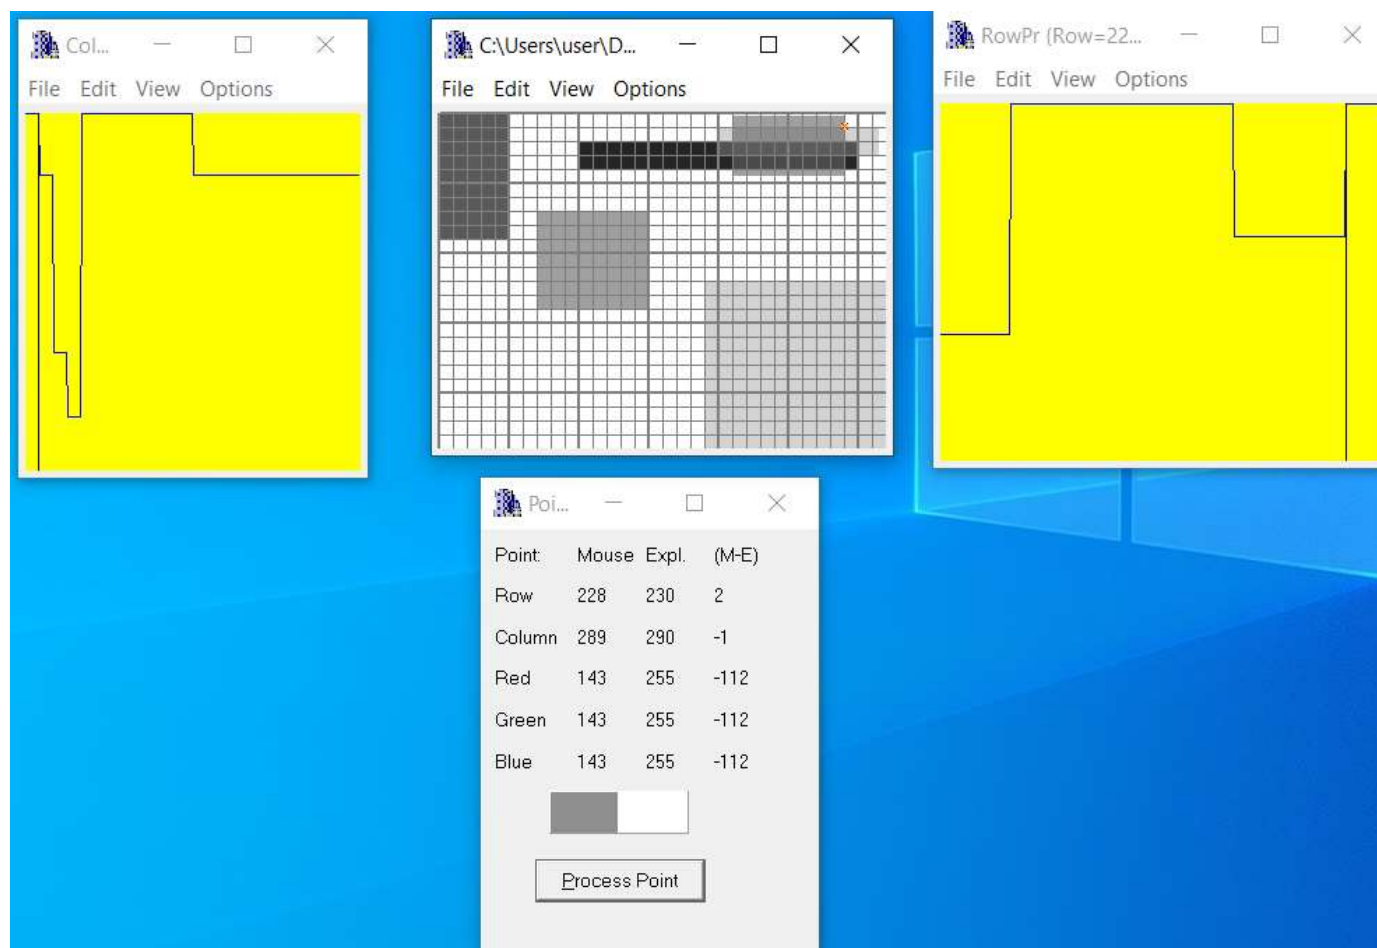 Col...
File Edit View Options
C:\Users\user\D...
File Edit View Options
RowPr (Row=22...
File Edit View Options
Poi...
Point: Mouse Expl. (M-E)
Row 228 230 2
Column 289 290 -1
Red 143 255 -112
Green 143 255 -112
Blue 143 255 -112
Process Point